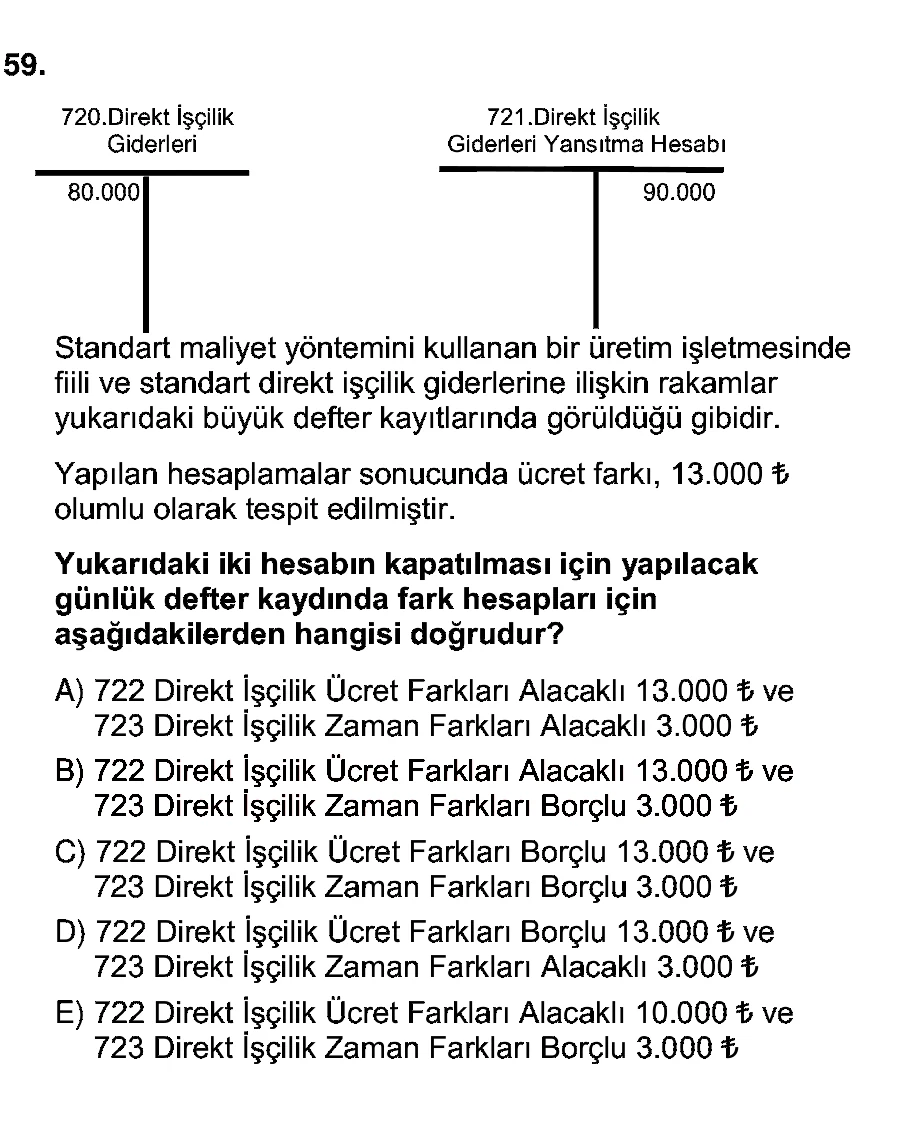 59.
720.Direkt İşçilik
Giderleri
721.Direkt İşçilik
Giderleri Yansıtma Hesabı
80.000
90.000
Standart maliyet yöntemini kullanan bir üretim işletmesinde
fiili ve standart direkt işçilik giderlerine ilişkin rakamlar
yukarıdaki büyük defter kayıtlarında görüldüğü gibidir.
Yapılan hesaplamalar sonucunda ücret farkı, 13.000 ₺
olumlu olarak tespit edilmiştir.
Yukarıdaki iki hesabın kapatılması için yapılacak
günlük defter kaydında fark hesapları için
aşağıdakilerden hangisi doğrudur?
A) 722 Direkt İşçilik Ücret Farkları Alacaklı 13.000 ₺ ve
723 Direkt İşçilik Zaman Farkları Alacaklı 3.000 ₺
B) 722 Direkt İşçilik Ücret Farkları Alacaklı 13.000 ₺ ve
723 Direkt İşçilik Zaman Farkları Borçlu 3.000 ₺
C) 722 Direkt İşçilik Ücret Farkları Borçlu 13.000 ₺ ve
723 Direkt İşçilik Zaman Farkları Borçlu 3.000 ₺
D) 722 Direkt İşçilik Ücret Farkları Borçlu 13.000 ₺ ve
723 Direkt İşçilik Zaman Farkları Alacaklı 3.000 ₺
E) 722 Direkt İşçilik Ücret Farkları Alacaklı 10.000 ₺ ve
723 Direkt İşçilik Zaman Farkları Borçlu 3.000 ₺